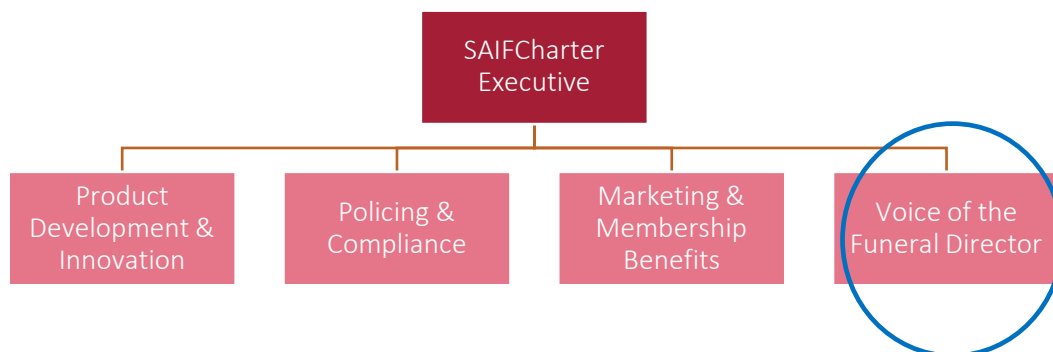 SAIFCharter
Executive
Product
Development &
Innovation
Policing &
Compliance
Marketing &
Membership
Benefits
Voice of the
Funeral Director